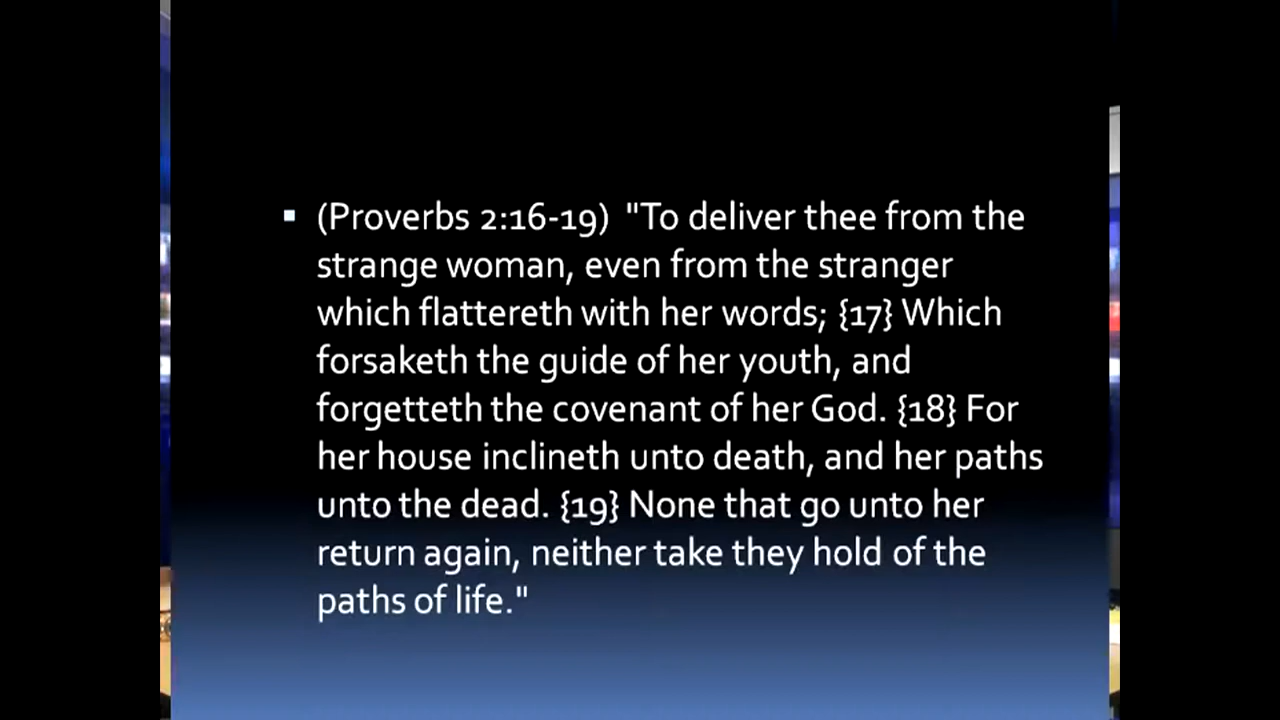 ▪ (Proverbs 2:16-19) "To deliver thee from the
strange woman, even from the stranger
which flattereth with her words; {17} Which
forsaketh the guide of her youth, and
forgetteth the covenant of her God. {18} For
her house inclineth unto death, and her paths
unto the dead. {19} None that go unto her
return again, neither take they hold of the
paths of life."